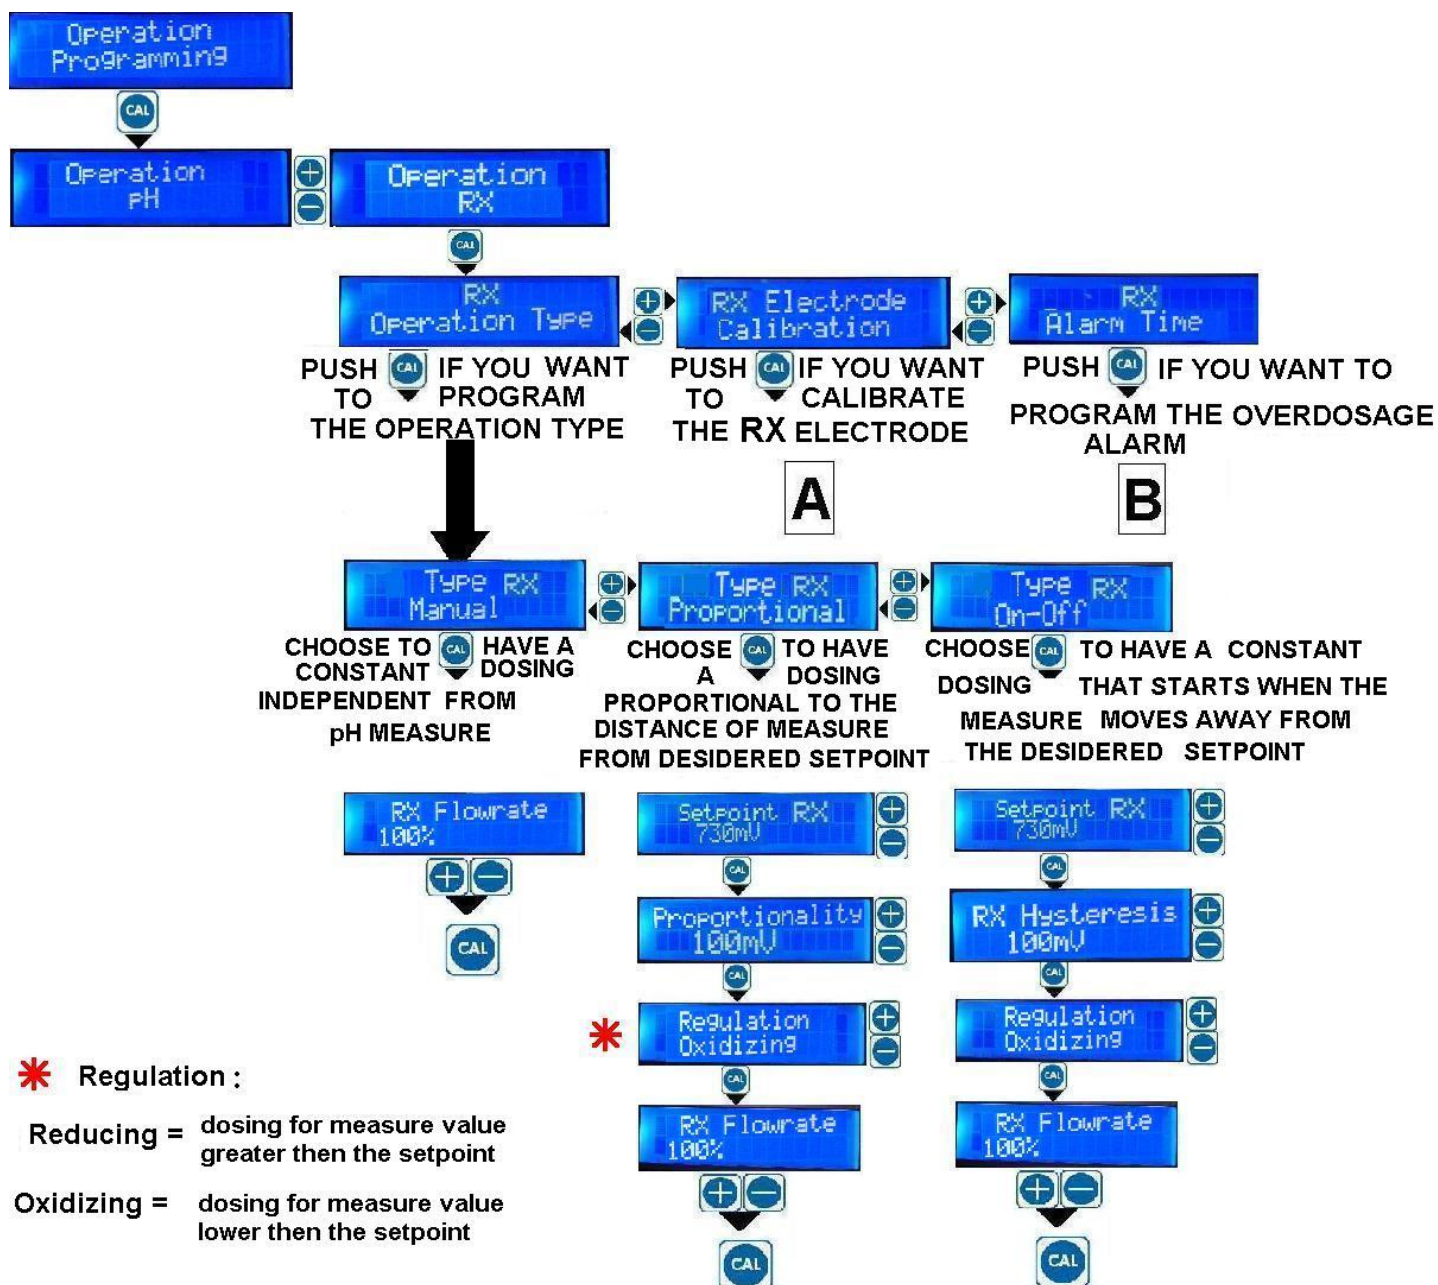 Operation
Programming
CAL
Operation
pH
+
−
Operation
RX
CAL
RX
Operation Type
+
−
RX Electrode
Calibration
+
−
RX
Alarm Time
PUSH CAL IF YOU WANT
TO PROGRAM
THE OPERATION TYPE
PUSH CAL IF YOU WANT
TO CALIBRATE
THE RX ELECTRODE
PUSH CAL IF YOU WANT TO
PROGRAM THE OVERDOSAGE
ALARM
A
B
Type RX
Manual
+
−
Type RX
Proportional
+
−
Type RX
On-Off
CHOOSE TO CAL HAVE A
CONSTANT DOSING
INDEPENDENT FROM
pH MEASURE
CHOOSE CAL TO HAVE
A DOSING
PROPORTIONAL TO THE
DISTANCE OF MEASURE
FROM DESIDERED SETPOINT
CHOOSE CAL TO HAVE A CONSTANT
DOSING THAT STARTS WHEN THE
MEASURE MOVES AWAY FROM
THE DESIDERED SETPOINT
RX Flowrate
100%
+ −
CAL
Setpoint RX
730mV
+
−
CAL
Proportionality
100mV
+
−
CAL
Regulation
Oxidizing
+
−
CAL
RX Flowrate
100%
+ −
CAL
Setpoint RX
730mV
+
−
CAL
RX Hysteresis
100mV
+
−
CAL
Regulation
Oxidizing
+
−
CAL
RX Flowrate
100%
+ −
CAL
* 
* Regulation :
Reducing = dosing for measure value
greater then the setpoint
Oxidizing = dosing for measure value
lower then the setpoint